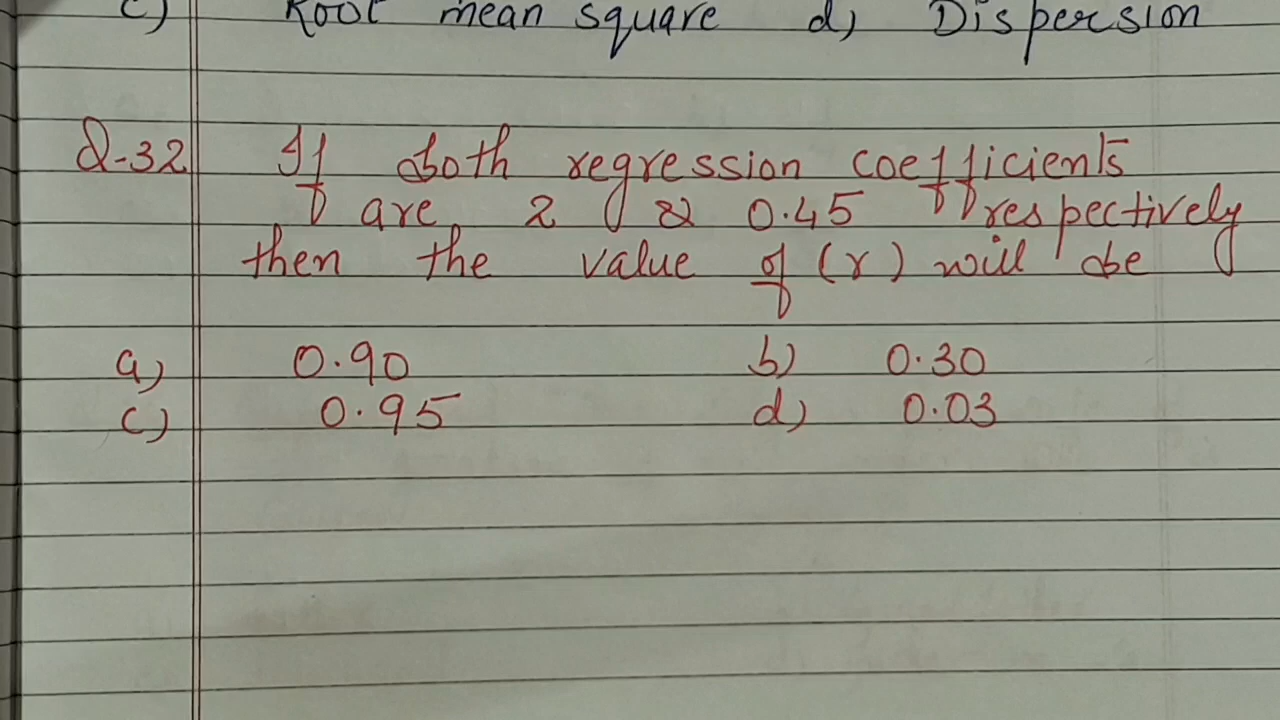 c) Root mean square d) Dispersion
Q-32 If both regression coefficients
are 2 & 0.45 respectively
then the value of (r) will be
a) 0.90 b) 0.30
c) 0.95 d) 0.03